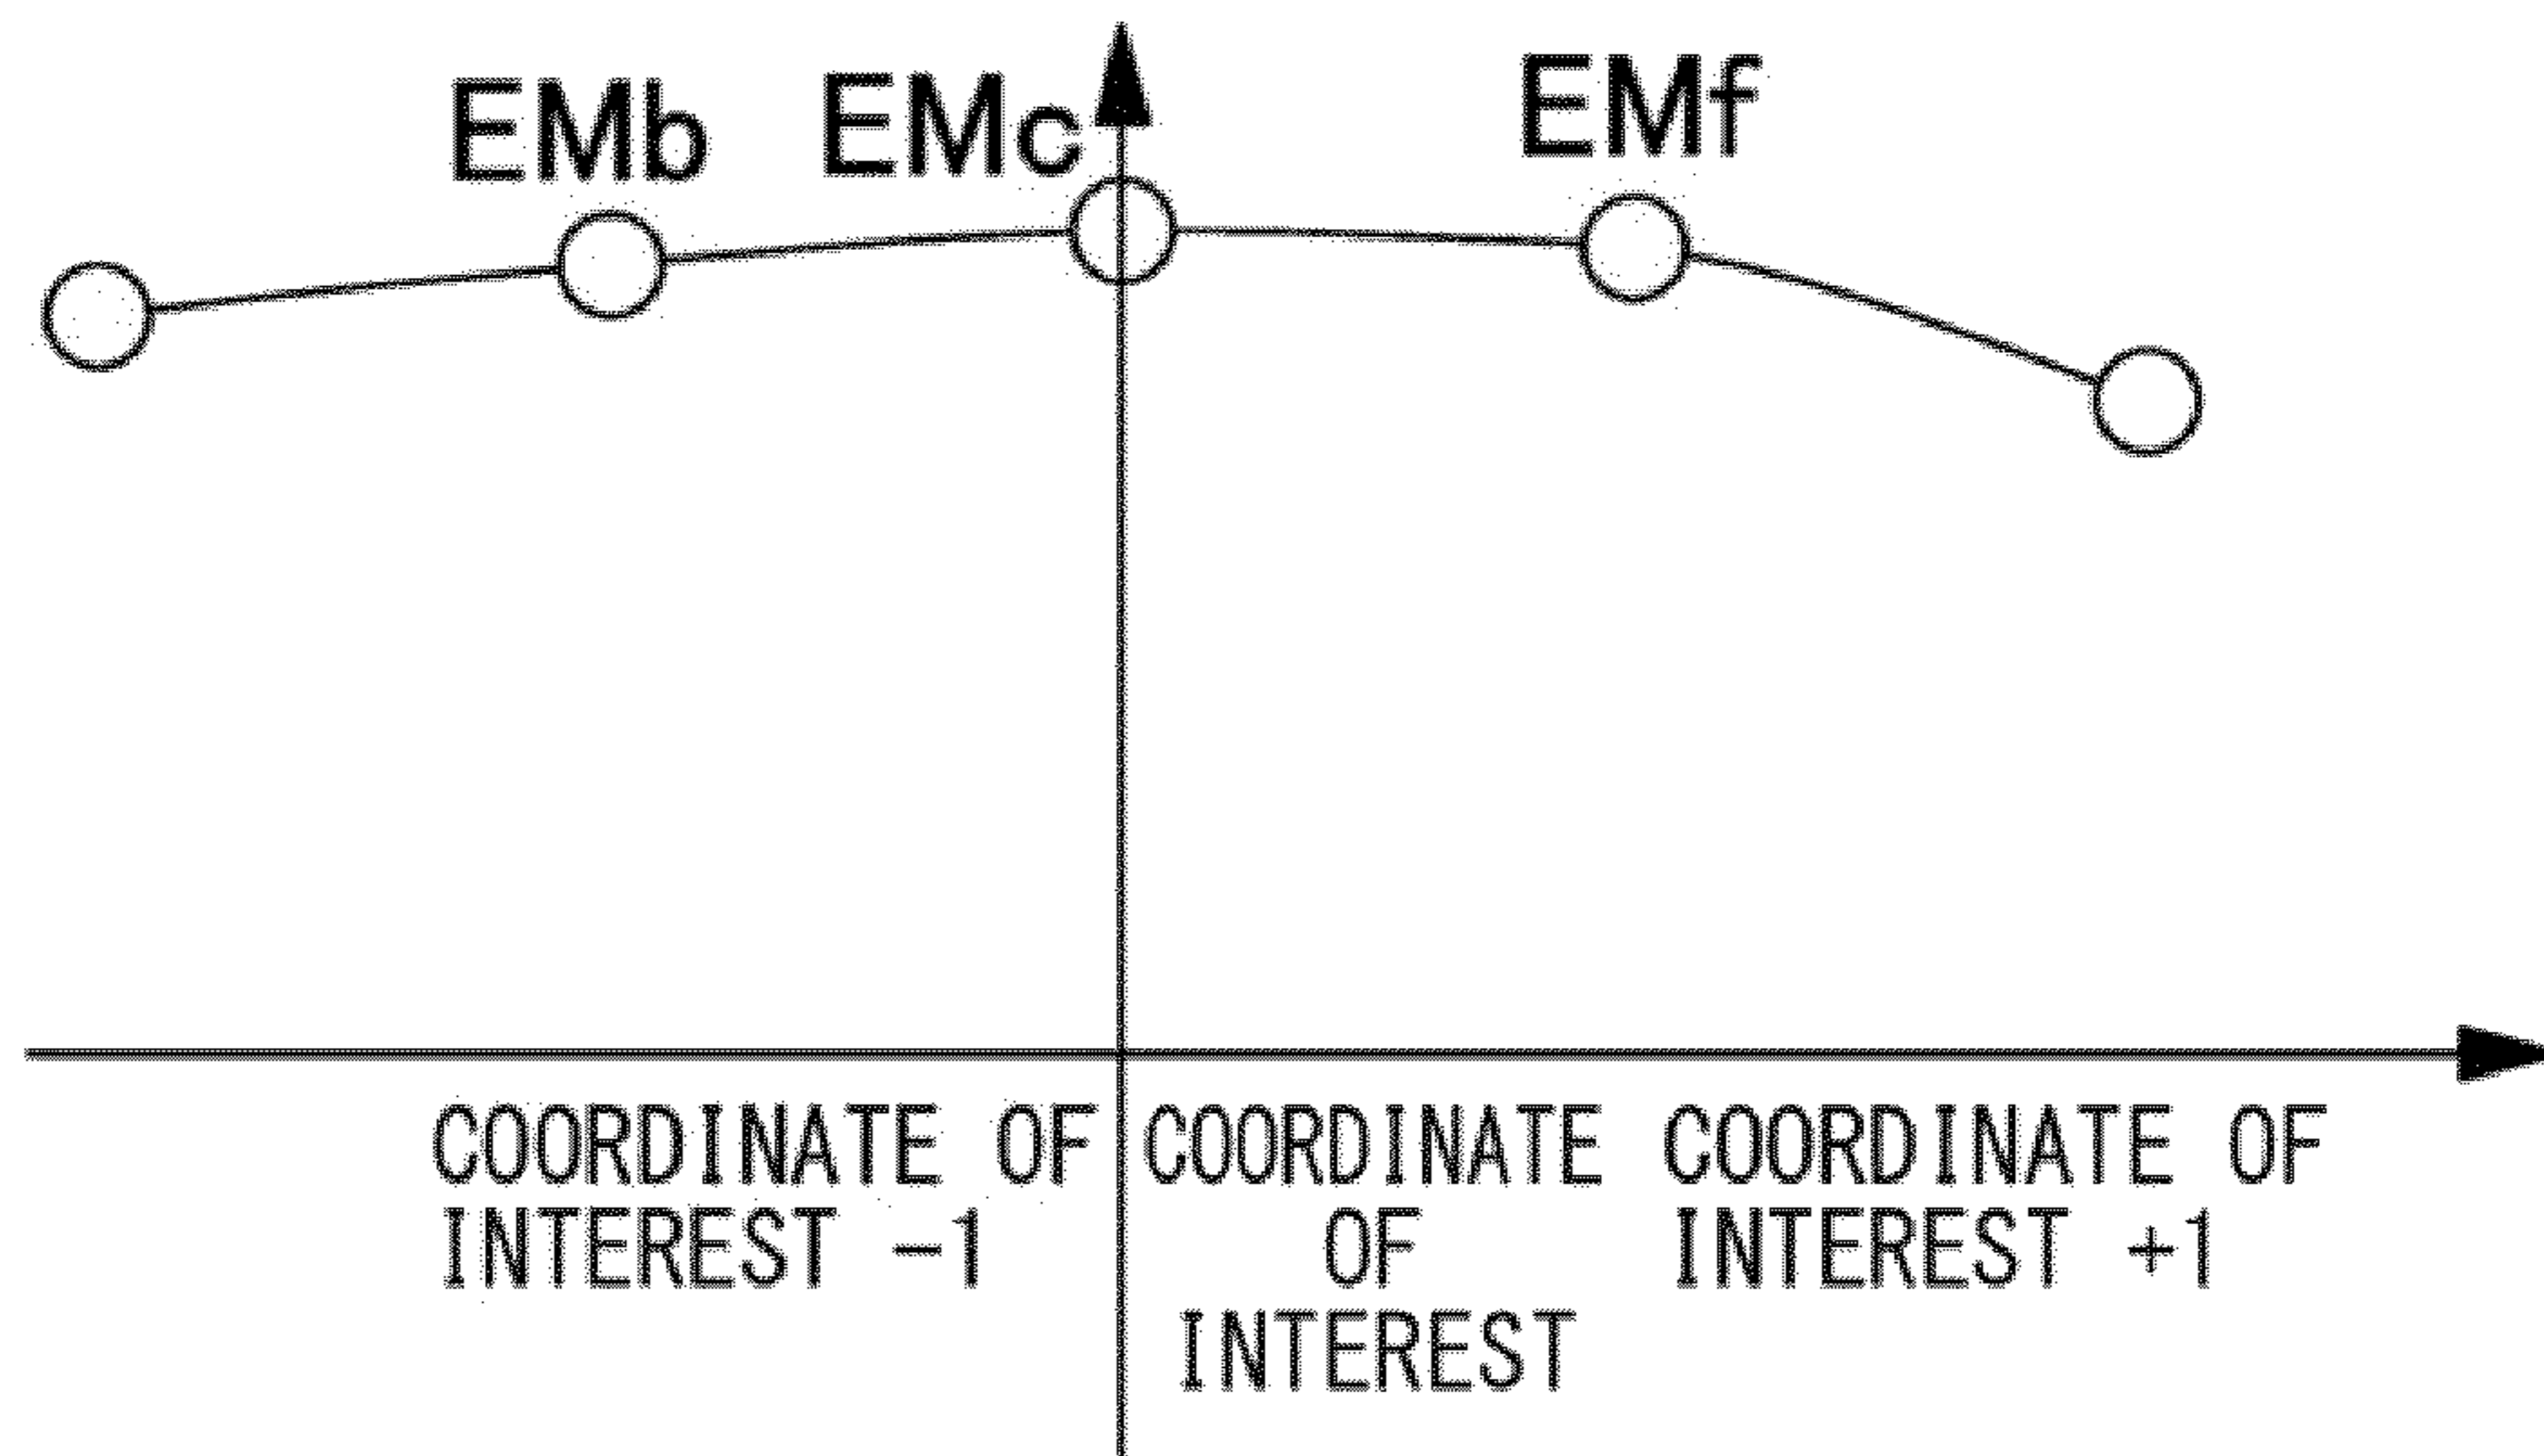 EMb EMc EMf
COORDINATE OF
INTEREST -1
COORDINATE
OF
INTEREST
COORDINATE OF
INTEREST +1